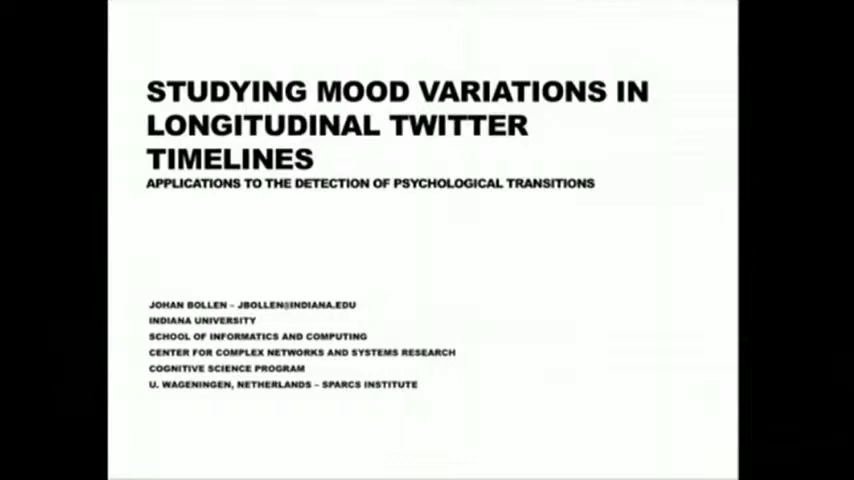 STUDYING MOOD VARIATIONS IN
LONGITUDINAL TWITTER
TIMELINES
APPLICATIONS TO THE DETECTION OF PSYCHOLOGICAL TRANSITIONS
JOHAN BOLLEN – JBOLLEN@INDIANA.EDU
INDIANA UNIVERSITY
SCHOOL OF INFORMATICS AND COMPUTING
CENTER FOR COMPLEX NETWORKS AND SYSTEMS RESEARCH
COGNITIVE SCIENCE PROGRAM
U. WAGENINGEN, NETHERLANDS – SPARCS INSTITUTE